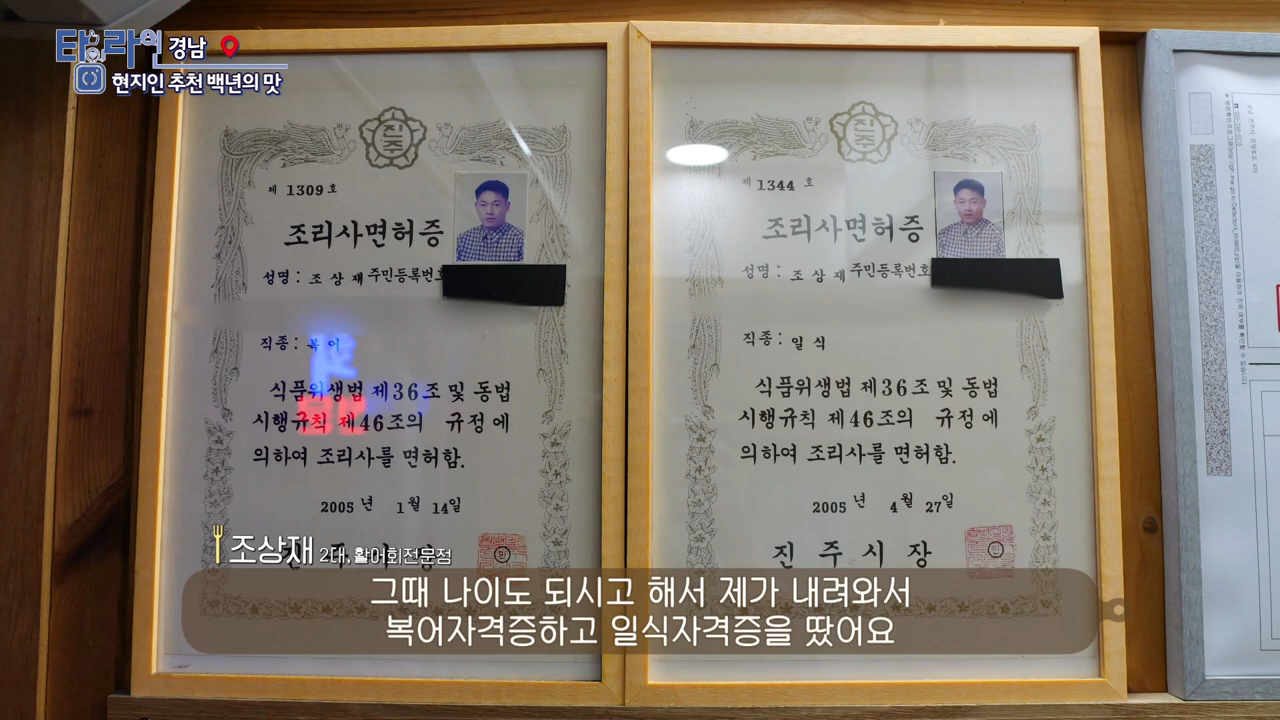 타 라이 경남
현지인 추천 백년의 맛
진주
제 1309 호
조리사면허증
성명 : 조 상 재 주민등록번호
직종 : 복 어
식품위생법 제36조 및 동법
시행규칙 제46조의 규정에
의하여 조리사를 면허함.
2005 년 1 월 14 일
진주
제 1344 호
조리사면허증
성명 : 조 상 재 주민등록번호
직종 : 일 식
식품위생법 제36조 및 동법
시행규칙 제46조의 규정에
의하여 조리사를 면허함.
2005 년 4 월 27 일
진 주 시 장
조상재 2대, 활어회전문점
그때 나이도 되시고 해서 제가 내려와서
복어자격증하고 일식자격증을 땄어요